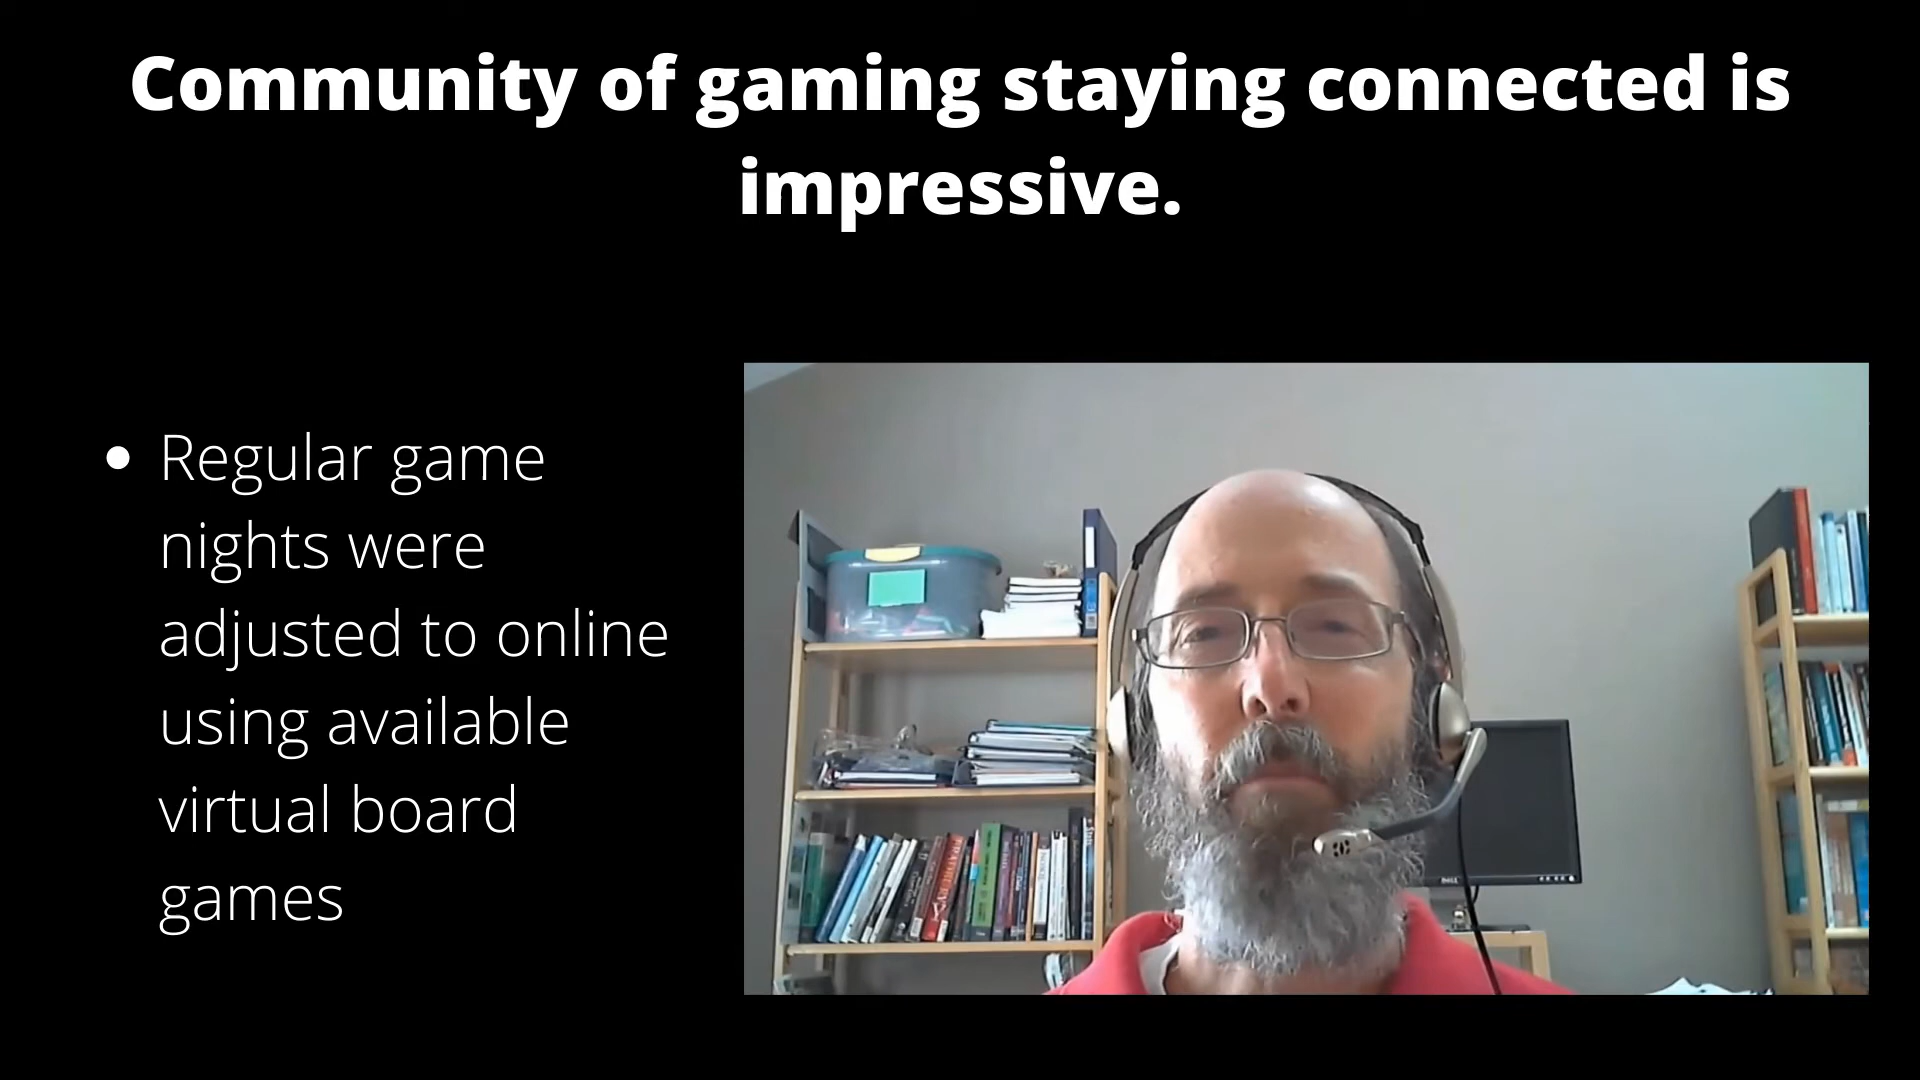 Community of gaming staying connected is
impressive.
• Regular game
nights were
adjusted to online
using available
virtual board
games
DELL